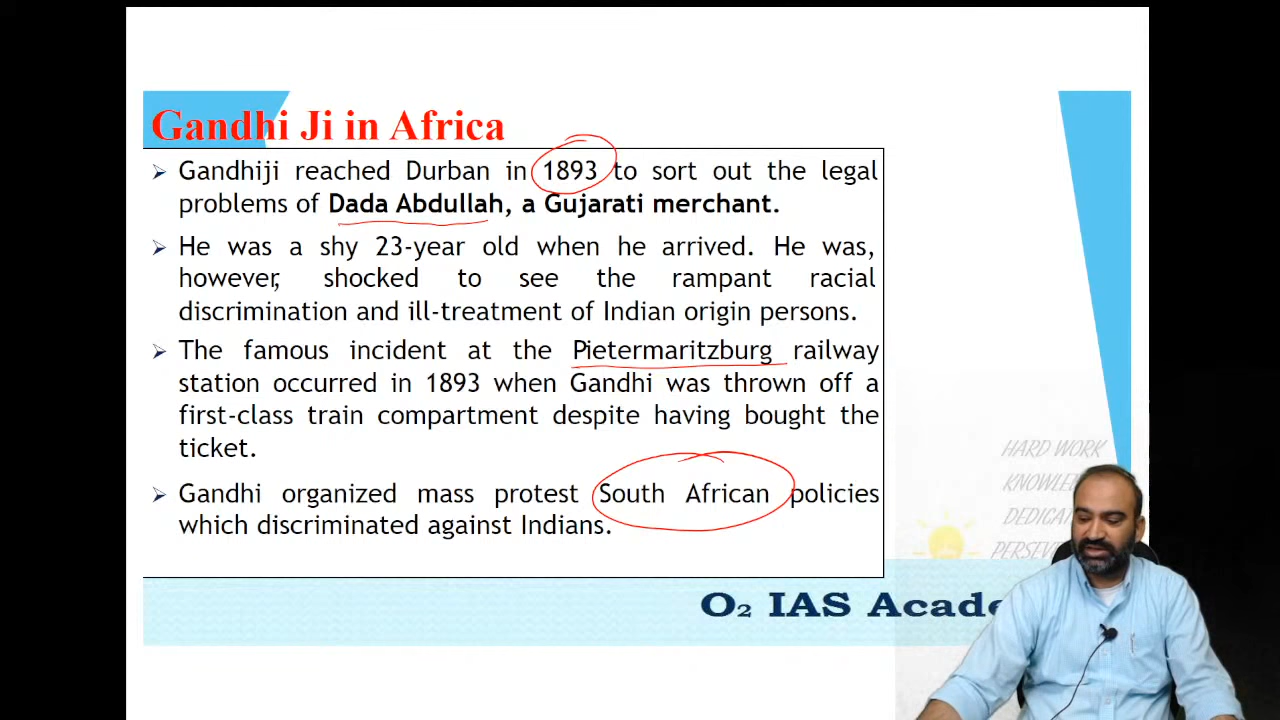 Gandhi Ji in Africa
➢ Gandhiji reached Durban in 1893 to sort out the legal
problems of Dada Abdullah, a Gujarati merchant.
➢ He was a shy 23-year old when he arrived. He was,
however, shocked to see the rampant racial
discrimination and ill-treatment of Indian origin persons.
➢ The famous incident at the Pietermaritzburg railway
station occurred in 1893 when Gandhi was thrown off a
first-class train compartment despite having bought the
ticket.
➢ Gandhi organized mass protest South African policies
which discriminated against Indians.
HARD WORK
O₂ IAS